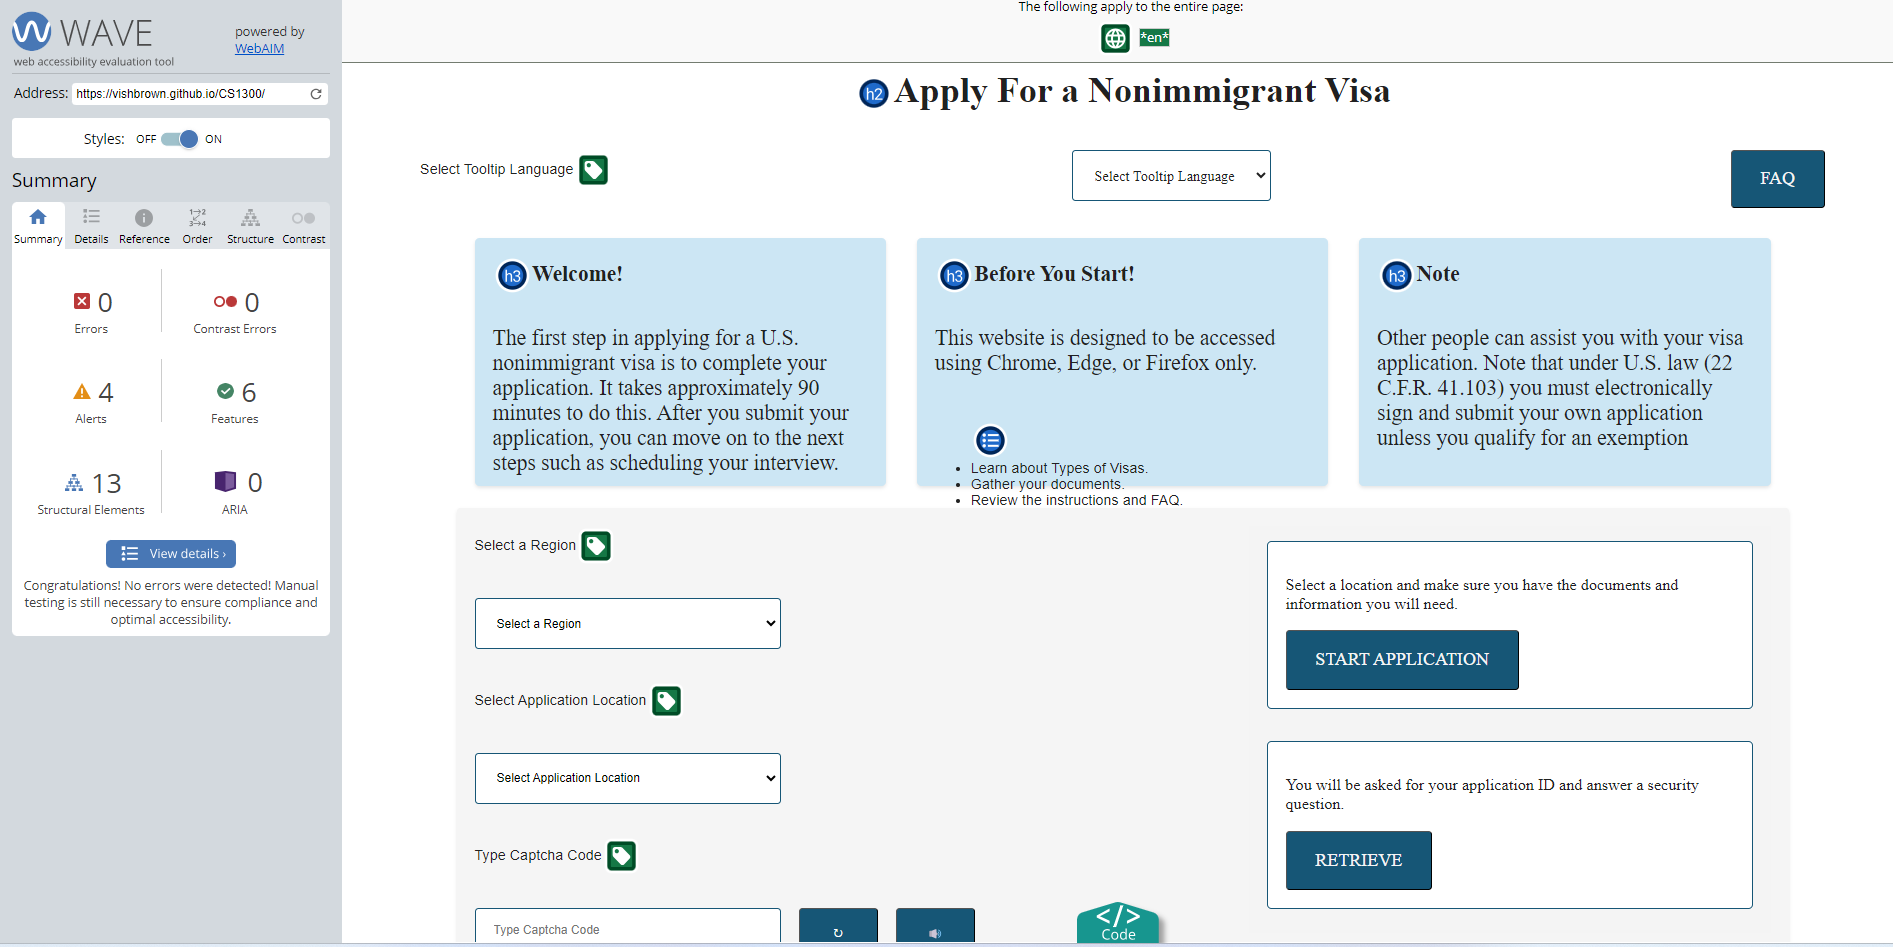 WAVE
powered by
WebAIM
web accessibility evaluation tool
Address: https://vishbrown.github.io/CS1300/
Styles: OFF ON
Summary
Summary Details Reference Order Structure Contrast
0 0
Errors Contrast Errors
4 6
Alerts Features
13 0
Structural Elements ARIA
View details ›
Congratulations! No errors were detected! Manual
testing is still necessary to ensure compliance and
optimal accessibility.
The following apply to the entire page:
*en*
h2 Apply For a Nonimmigrant Visa
Select Tooltip Language
Select Tooltip Language
FAQ
h3 Welcome!
The first step in applying for a U.S.
nonimmigrant visa is to complete your
application. It takes approximately 90
minutes to do this. After you submit your
application, you can move on to the next
steps such as scheduling your interview.
h3 Before You Start!
This website is designed to be accessed
using Chrome, Edge, or Firefox only.
• Learn about Types of Visas.
• Gather your documents.
• Review the instructions and FAQ.
h3 Note
Other people can assist you with your visa
application. Note that under U.S. law (22
C.F.R. 41.103) you must electronically
sign and submit your own application
unless you qualify for an exemption
Select a Region
Select a Region
Select Application Location
Select Application Location
Type Captcha Code
Type Captcha Code
Select a location and make sure you have the documents and
information you will need.
START APPLICATION
You will be asked for your application ID and answer a security
question.
RETRIEVE
</>
Code